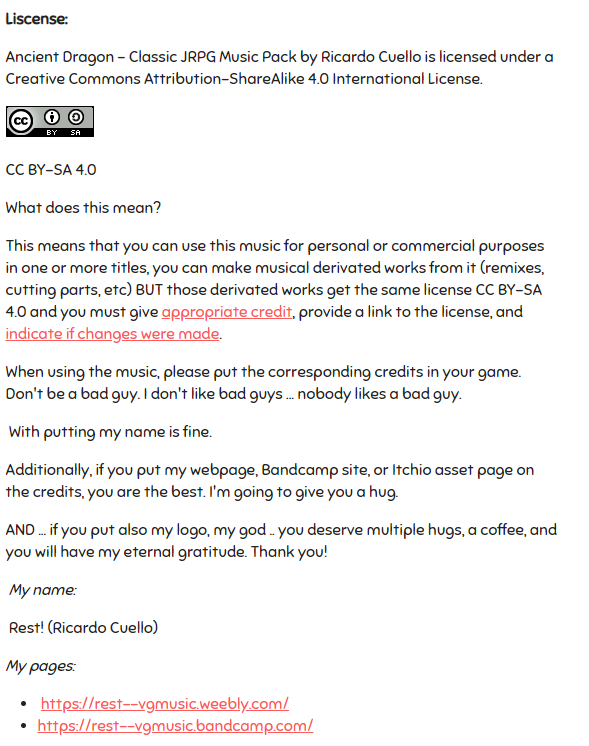 Liscense:
Ancient Dragon - Classic JRPG Music Pack by Ricardo Cuello is licensed under a
Creative Commons Attribution-ShareAlike 4.0 International License.
cc BY SA
CC BY-SA 4.0
What does this mean?
This means that you can use this music for personal or commercial purposes
in one or more titles, you can make musical derivated works from it (remixes,
cutting parts, etc) BUT those derivated works get the same license CC BY-SA
4.0 and you must give appropriate credit, provide a link to the license, and
indicate if changes were made.
When using the music, please put the corresponding credits in your game.
Don't be a bad guy. I don't like bad guys ... nobody likes a bad guy.
With putting my name is fine.
Additionally, if you put my webpage, Bandcamp site, or Itchio asset page on
the credits, you are the best. I'm going to give you a hug.
AND ... if you put also my logo, my god .. you deserve multiple hugs, a coffee, and
you will have my eternal gratitude. Thank you!
My name:
Rest! (Ricardo Cuello)
My pages:
• https://rest--vgmusic.weebly.com/
• https://rest--vgmusic.bandcamp.com/